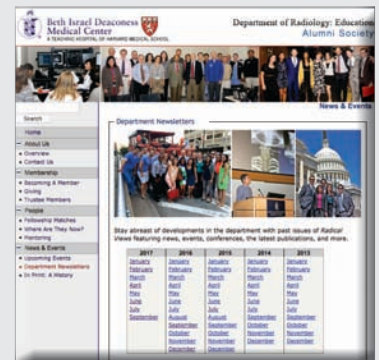 Beth Israel Deaconess
Medical Center
A TEACHING HOSPITAL OF HARVARD MEDICAL SCHOOL
Department of Radiology: Education
Alumni Society
News & Events
Search
Home
About Us
Overview
Contact Us
Membership
Becoming A Member
Giving
Trustee Members
People
Fellowship Matches
Where Are They Now?
Mentoring
News & Events
Upcoming Events
Department Newsletters
In Print: A History
Department Newsletters
Stay abreast of developments in the department with past issues of Radical
Views featuring news, events, conferences, the latest publications, and more.
2017 2016 2015 2014 2013
January January January January January
February February February February February
March March March March March
April April April April April
May May May May May
June June June June June
July July July July July
September August August September September
September September October October
October October November November
November November December December
December December